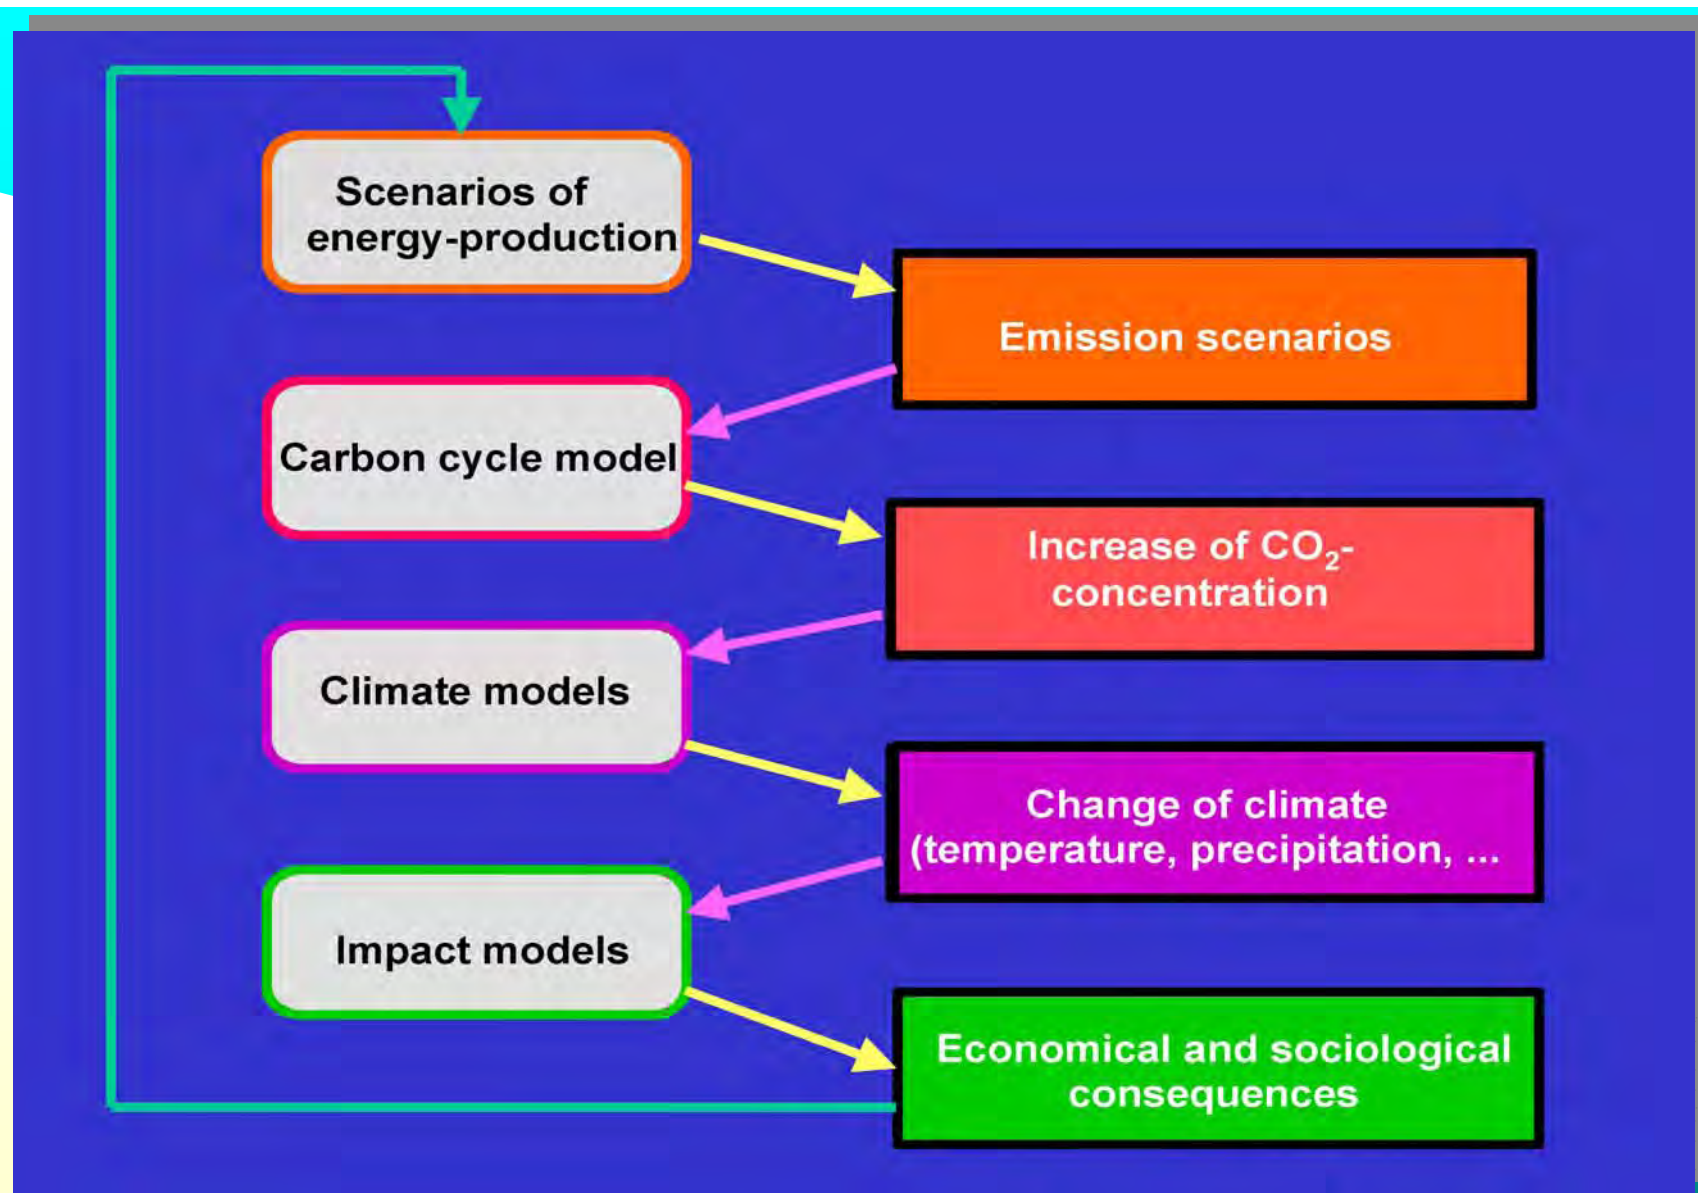 Scenarios of
energy-production
Emission scenarios
Carbon cycle model
Increase of CO₂-
concentration
Climate models
Change of climate
(temperature, precipitation, ...
Impact models
Economical and sociological
consequences